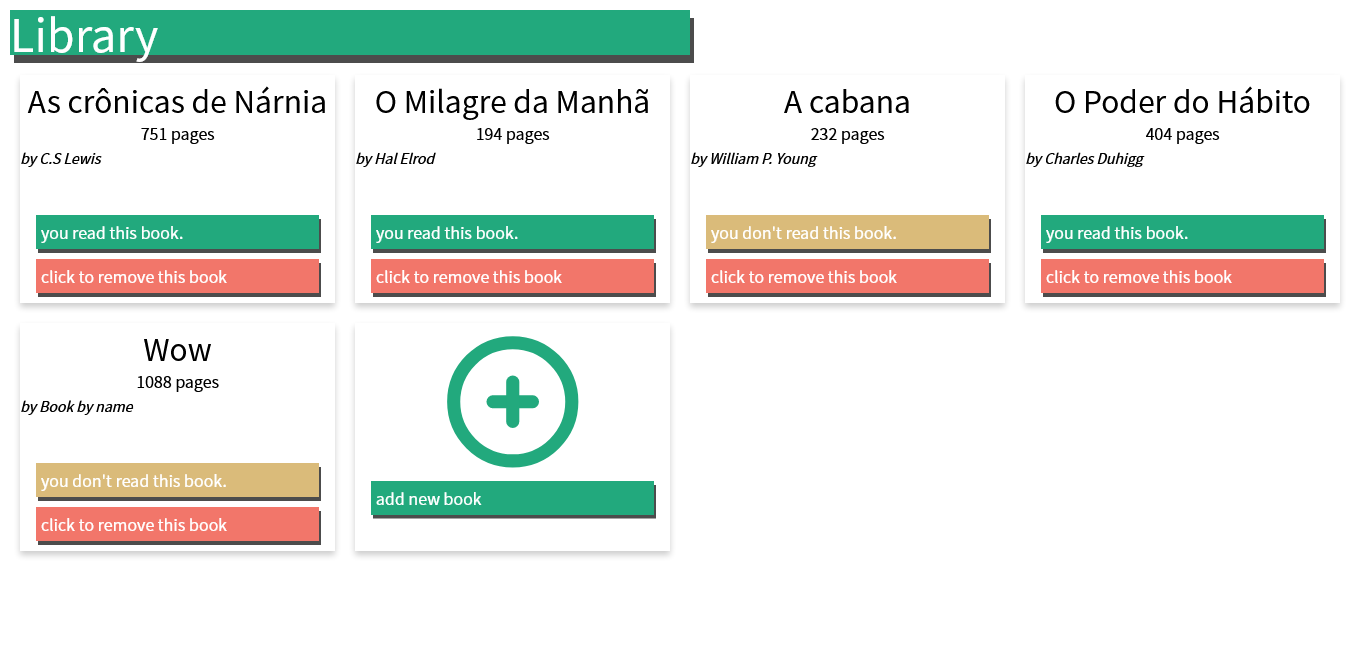 Library
As crônicas de Nárnia
751 pages
by C.S Lewis
you read this book.
click to remove this book
O Milagre da Manhã
194 pages
by Hal Elrod
you read this book.
click to remove this book
A cabana
232 pages
by William P. Young
you don't read this book.
click to remove this book
O Poder do Hábito
404 pages
by Charles Duhigg
you read this book.
click to remove this book
Wow
1088 pages
by Book by name
you don't read this book.
click to remove this book
add new book